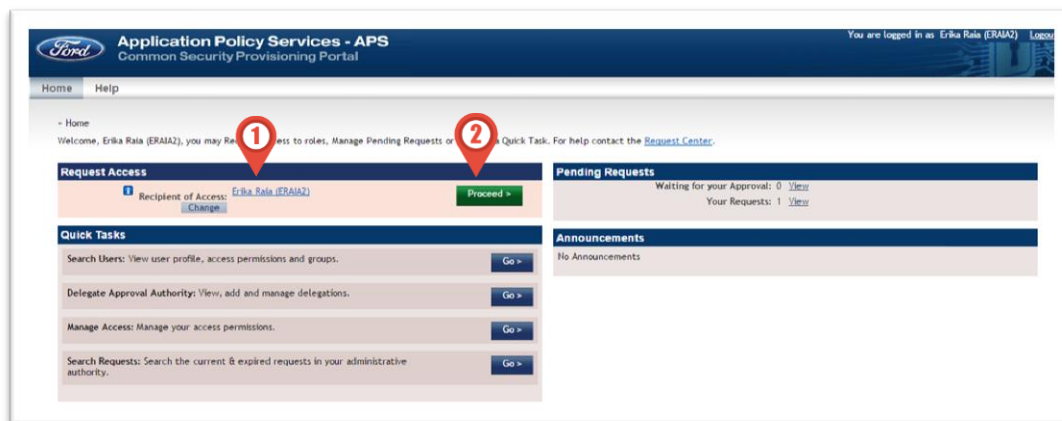 Ford
Application Policy Services - APS
Common Security Provisioning Portal
You are logged in as Erika Raia (ERAIA2) Logou
Home Help
- Home
Welcome, Erika Raia (ERAIA2), you may Re ess to roles, Manage Pending Requests or a Quick Task. For help contact the Request Center.
1
2
Request Access
Recipient of Access: Erika Raia (ERAIA2)
Change
Proceed >
Pending Requests
Waiting for your Approval: 0 View
Your Requests: 1 View
Quick Tasks
Search Users: View user profile, access permissions and groups.
Go >
Delegate Approval Authority: View, add and manage delegations.
Go >
Manage Access: Manage your access permissions.
Go >
Search Requests: Search the current & expired requests in your administrative
authority.
Go >
Announcements
No Announcements